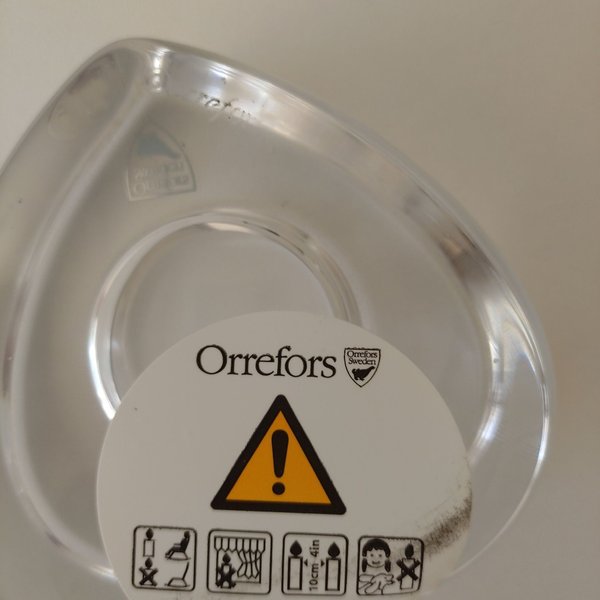 Orrefors
Orrefors
Sweden
!
10cm 4in